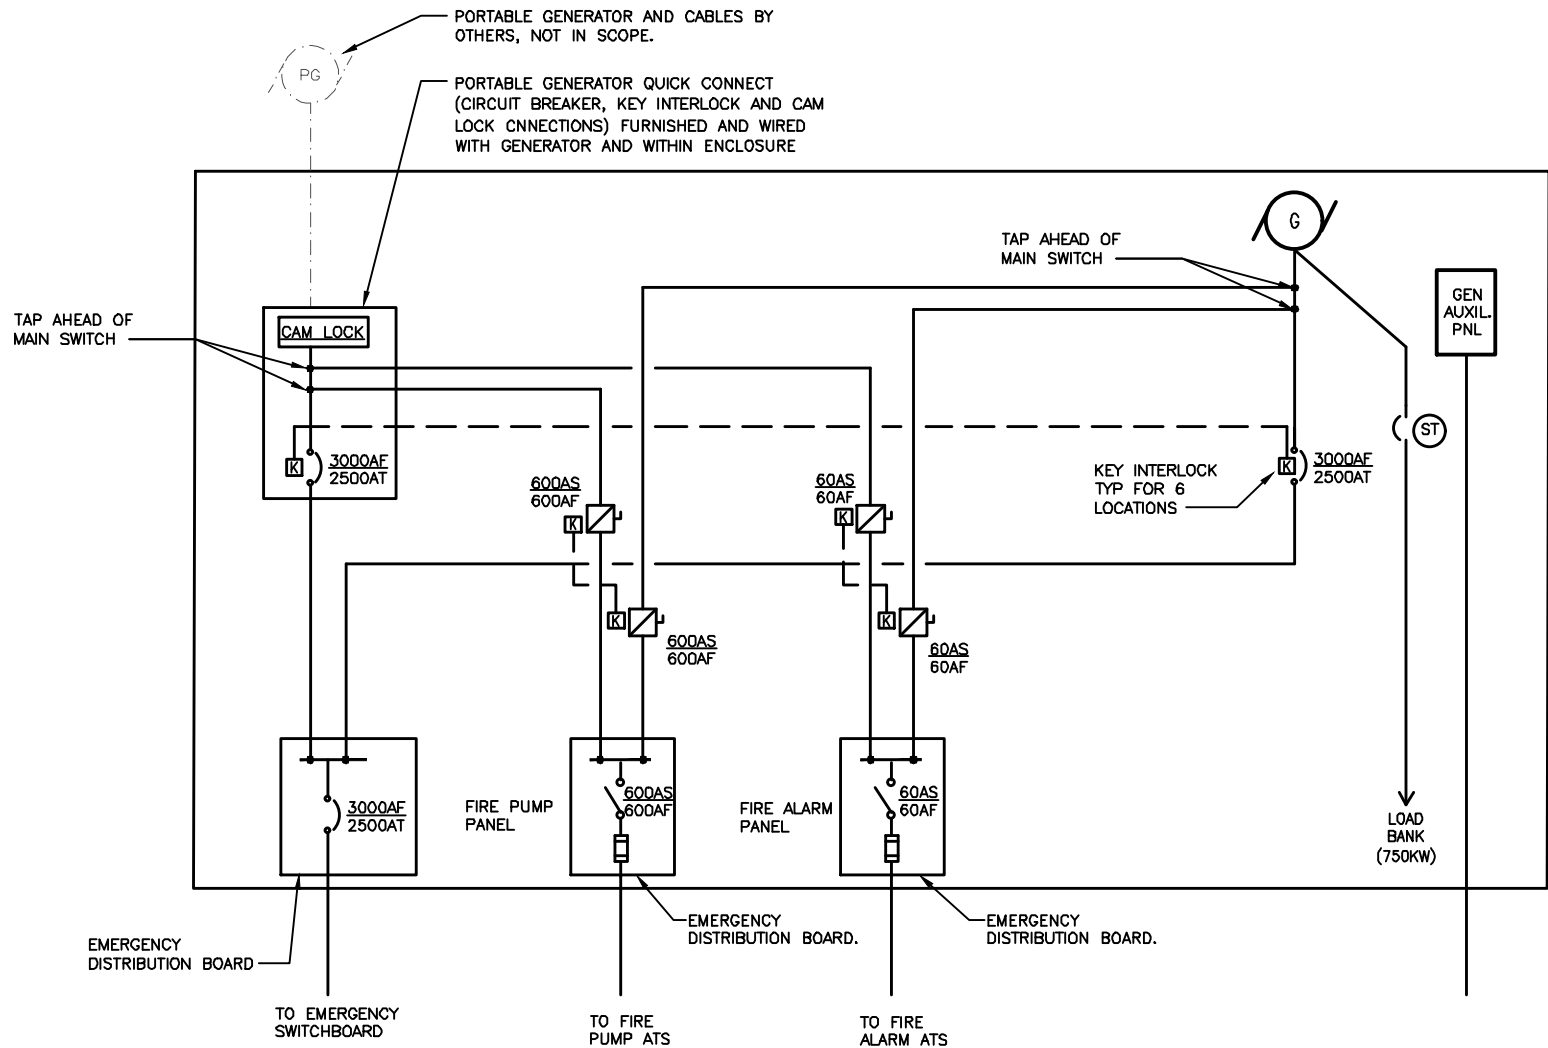 PORTABLE GENERATOR AND CABLES BY
OTHERS, NOT IN SCOPE.
PG
PORTABLE GENERATOR QUICK CONNECT
(CIRCUIT BREAKER, KEY INTERLOCK AND CAM
LOCK CNNECTIONS) FURNISHED AND WIRED
WITH GENERATOR AND WITHIN ENCLOSURE
G
TAP AHEAD OF
MAIN SWITCH
GEN
AUXIL.
PNL
TAP AHEAD OF
MAIN SWITCH
CAM LOCK
ST
K
3000AF
2500AT
600AS
600AF
K
60AS
60AF
K
KEY INTERLOCK
TYP FOR 6
LOCATIONS
K
3000AF
2500AT
K
600AS
600AF
K
60AS
60AF
3000AF
2500AT
FIRE PUMP
PANEL
600AS
600AF
FIRE ALARM
PANEL
60AS
60AF
LOAD
BANK
(750KW)
EMERGENCY
DISTRIBUTION BOARD
EMERGENCY
DISTRIBUTION BOARD.
EMERGENCY
DISTRIBUTION BOARD.
TO EMERGENCY
SWITCHBOARD
TO FIRE
PUMP ATS
TO FIRE
ALARM ATS